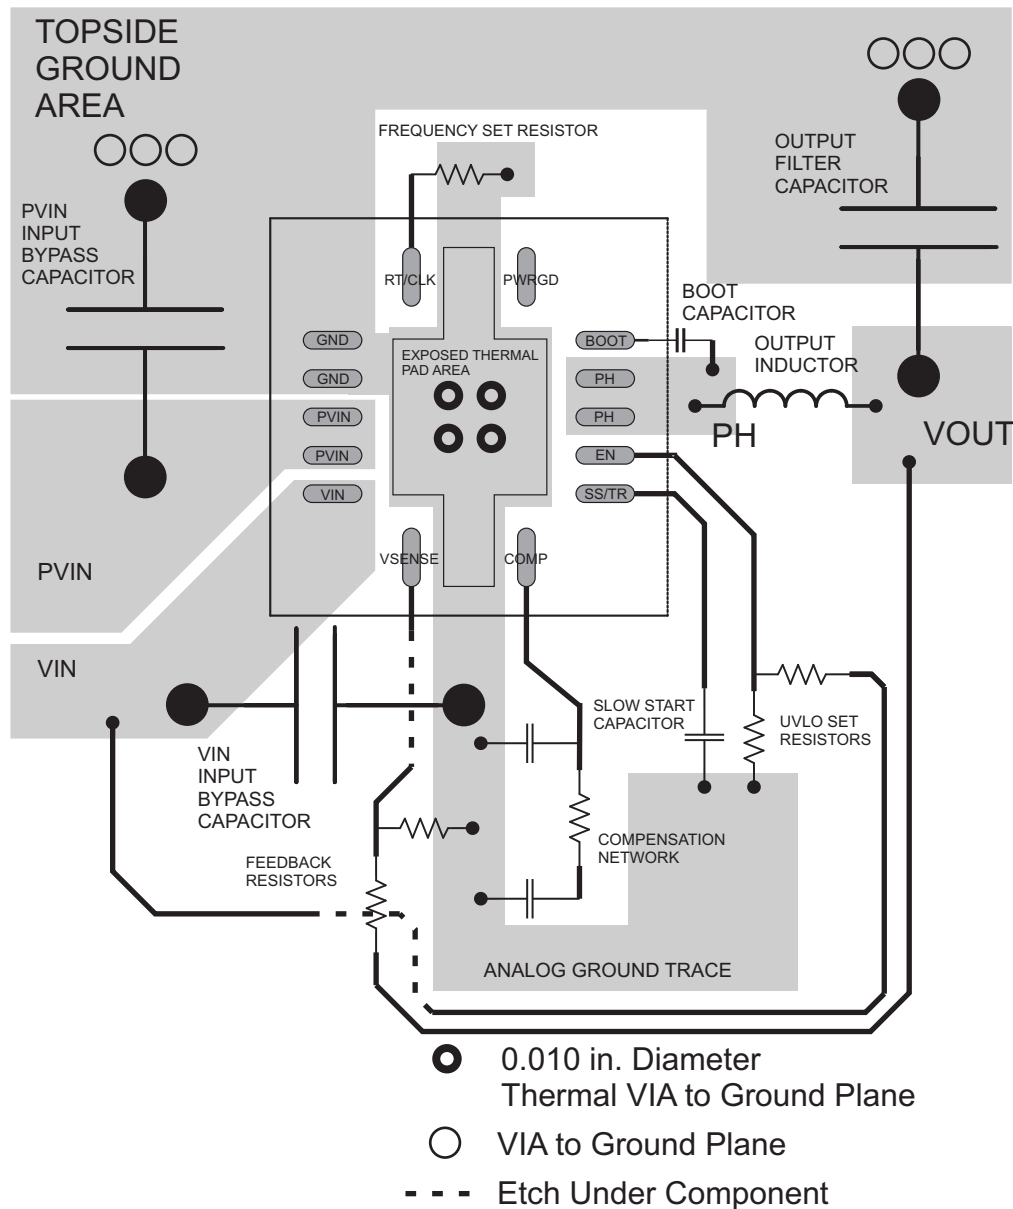 TOPSIDE
GROUND
AREA
FREQUENCY SET RESISTOR
OUTPUT
FILTER
CAPACITOR
PVIN
INPUT
BYPASS
CAPACITOR
RT/CLK
PWRGD
BOOT
CAPACITOR
GND
EXPOSED THERMAL
PAD AREA
BOOT
OUTPUT
INDUCTOR
GND
PH
PVIN
PH
PH
VOUT
PVIN
EN
VIN
SS/TR
VSENSE
COMP
PVIN
VIN
SLOW START
CAPACITOR
UVLO SET
RESISTORS
VIN
INPUT
BYPASS
CAPACITOR
COMPENSATION
NETWORK
FEEDBACK
RESISTORS
ANALOG GROUND TRACE
0.010 in. Diameter
Thermal VIA to Ground Plane
VIA to Ground Plane
Etch Under Component